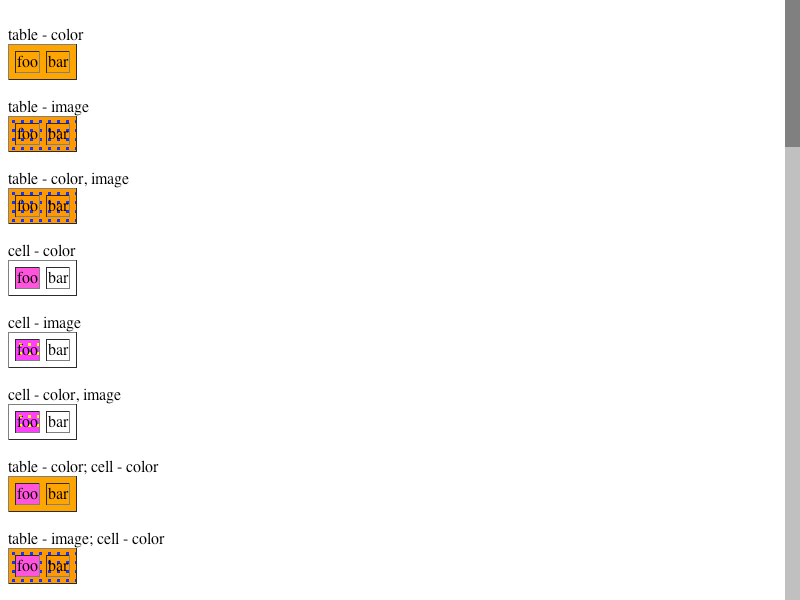 table - color
foo bar
table - image
foo bar
table - color, image
foo bar
cell - color
foo bar
cell - image
foo bar
cell - color, image
foo bar
table - color; cell - color
foo bar
table - image; cell - color
foo bar